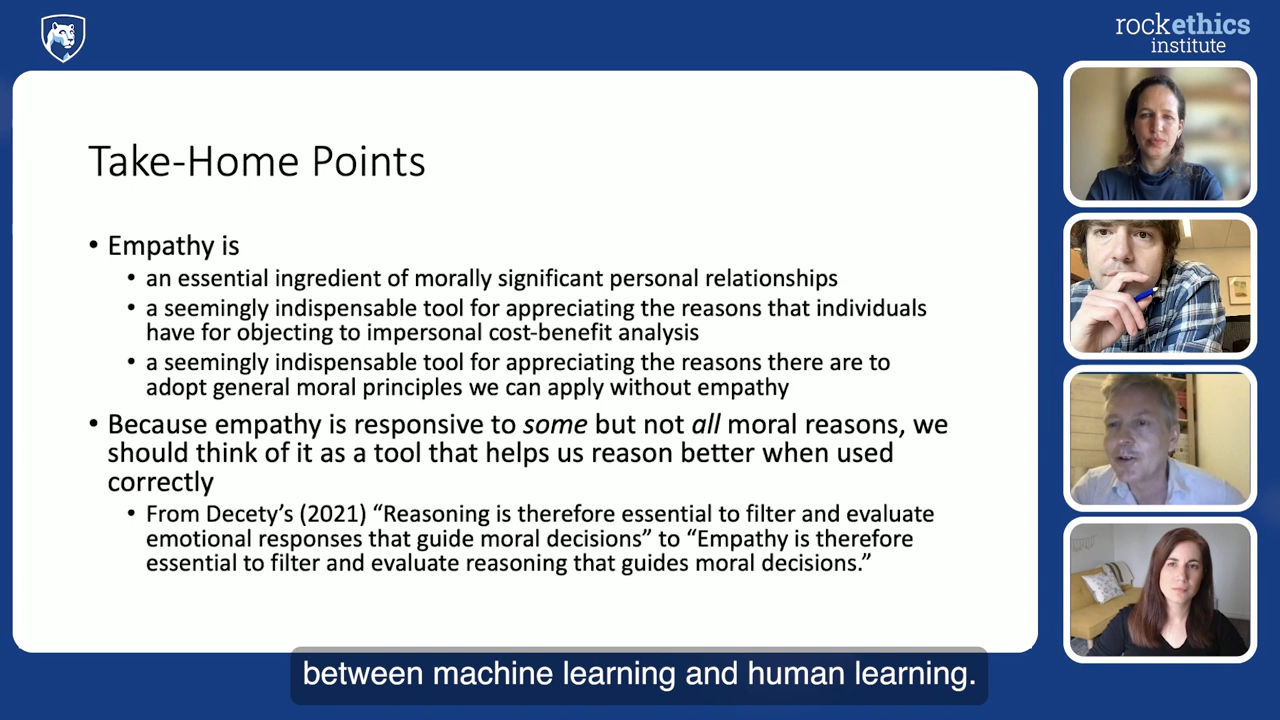 rockethics
institute
Take-Home Points
• Empathy is
• an essential ingredient of morally significant personal relationships
• a seemingly indispensable tool for appreciating the reasons that individuals
have for objecting to impersonal cost-benefit analysis
• a seemingly indispensable tool for appreciating the reasons there are to
adopt general moral principles we can apply without empathy
• Because empathy is responsive to some but not all moral reasons, we
should think of it as a tool that helps us reason better when used
correctly
• From Decety’s (2021) “Reasoning is therefore essential to filter and evaluate
emotional responses that guide moral decisions” to “Empathy is therefore
essential to filter and evaluate reasoning that guides moral decisions.”
between machine learning and human learning.